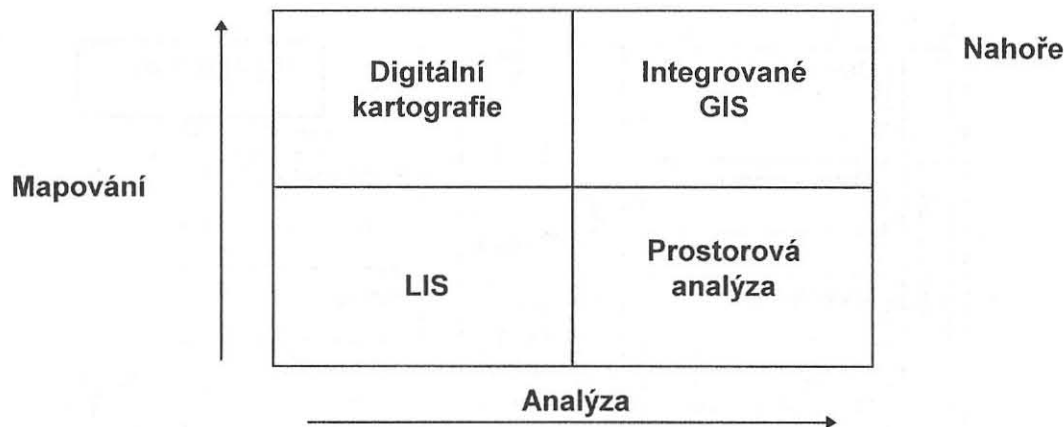 Digitální
kartografie
Integrované
GIS
Nahoře
Mapování
LIS
Prostorová
analýza
Analýza